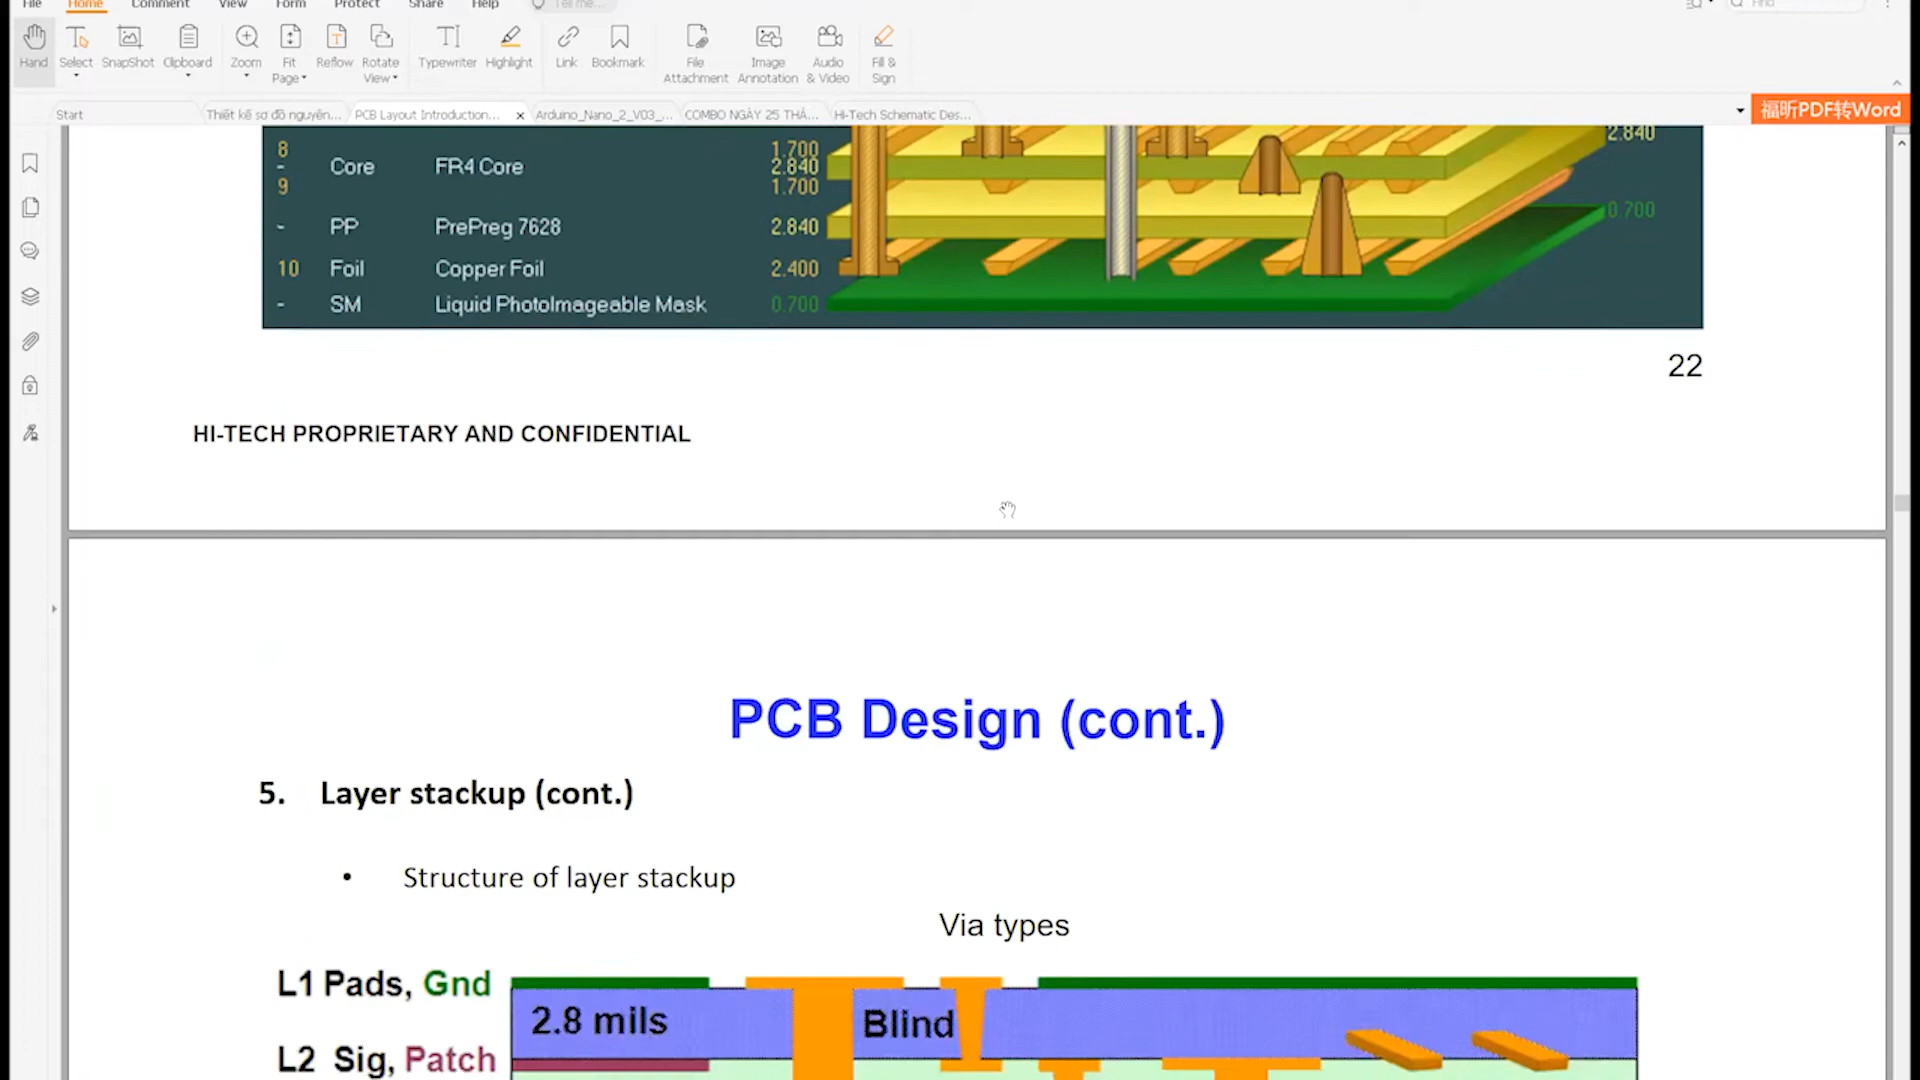 File Home Comment View Form Protect Share Help Tell me... Find
Hand Select SnapShot Clipboard Zoom Fit Page Reflow Rotate View Typewriter Highlight Link Bookmark File Attachment Image Annotation Audio & Video Fill & Sign
Start Thiết kế sơ đồ nguyên... PCB Layout Introduction... Arduino_Nano_2_V03_... COMBO NGÀY 25 THÁ... Hi-Tech Schematic Des... 福昕PDF转Word
8 1.700 2.840
- Core FR4 Core 2.840
9 1.700
- PP PrePreg 7628 2.840 0.700
10 Foil Copper Foil 2.400
- SM Liquid PhotoImageable Mask 0.700
22
HI-TECH PROPRIETARY AND CONFIDENTIAL
PCB Design (cont.)
5. Layer stackup (cont.)
• Structure of layer stackup
Via types
L1 Pads, Gnd
2.8 mils Blind
L2 Sig, Patch